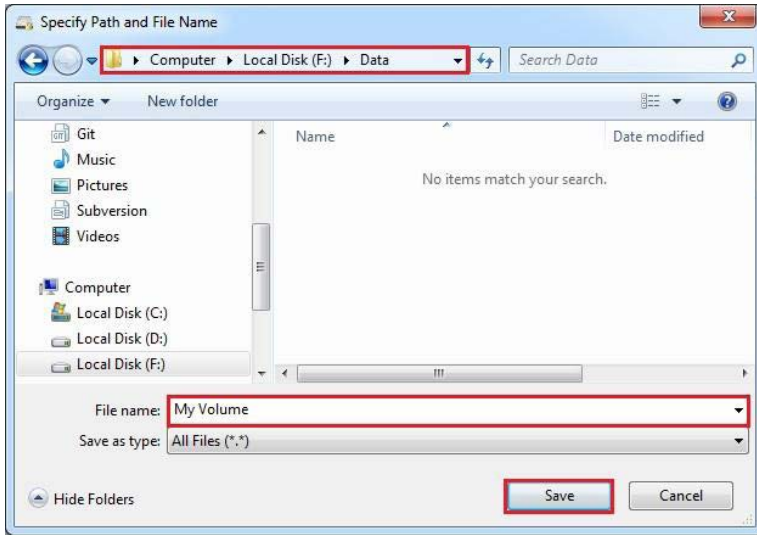 Specify Path and File Name
Computer Local Disk (F:) Data Search Data
Organize New folder
Git
Music
Pictures
Subversion
Videos
Computer
Local Disk (C:)
Local Disk (D:)
Local Disk (F:)
Name Date modified
No items match your search.
File name: My Volume
Save as type: All Files (*.*)
Hide Folders Save Cancel